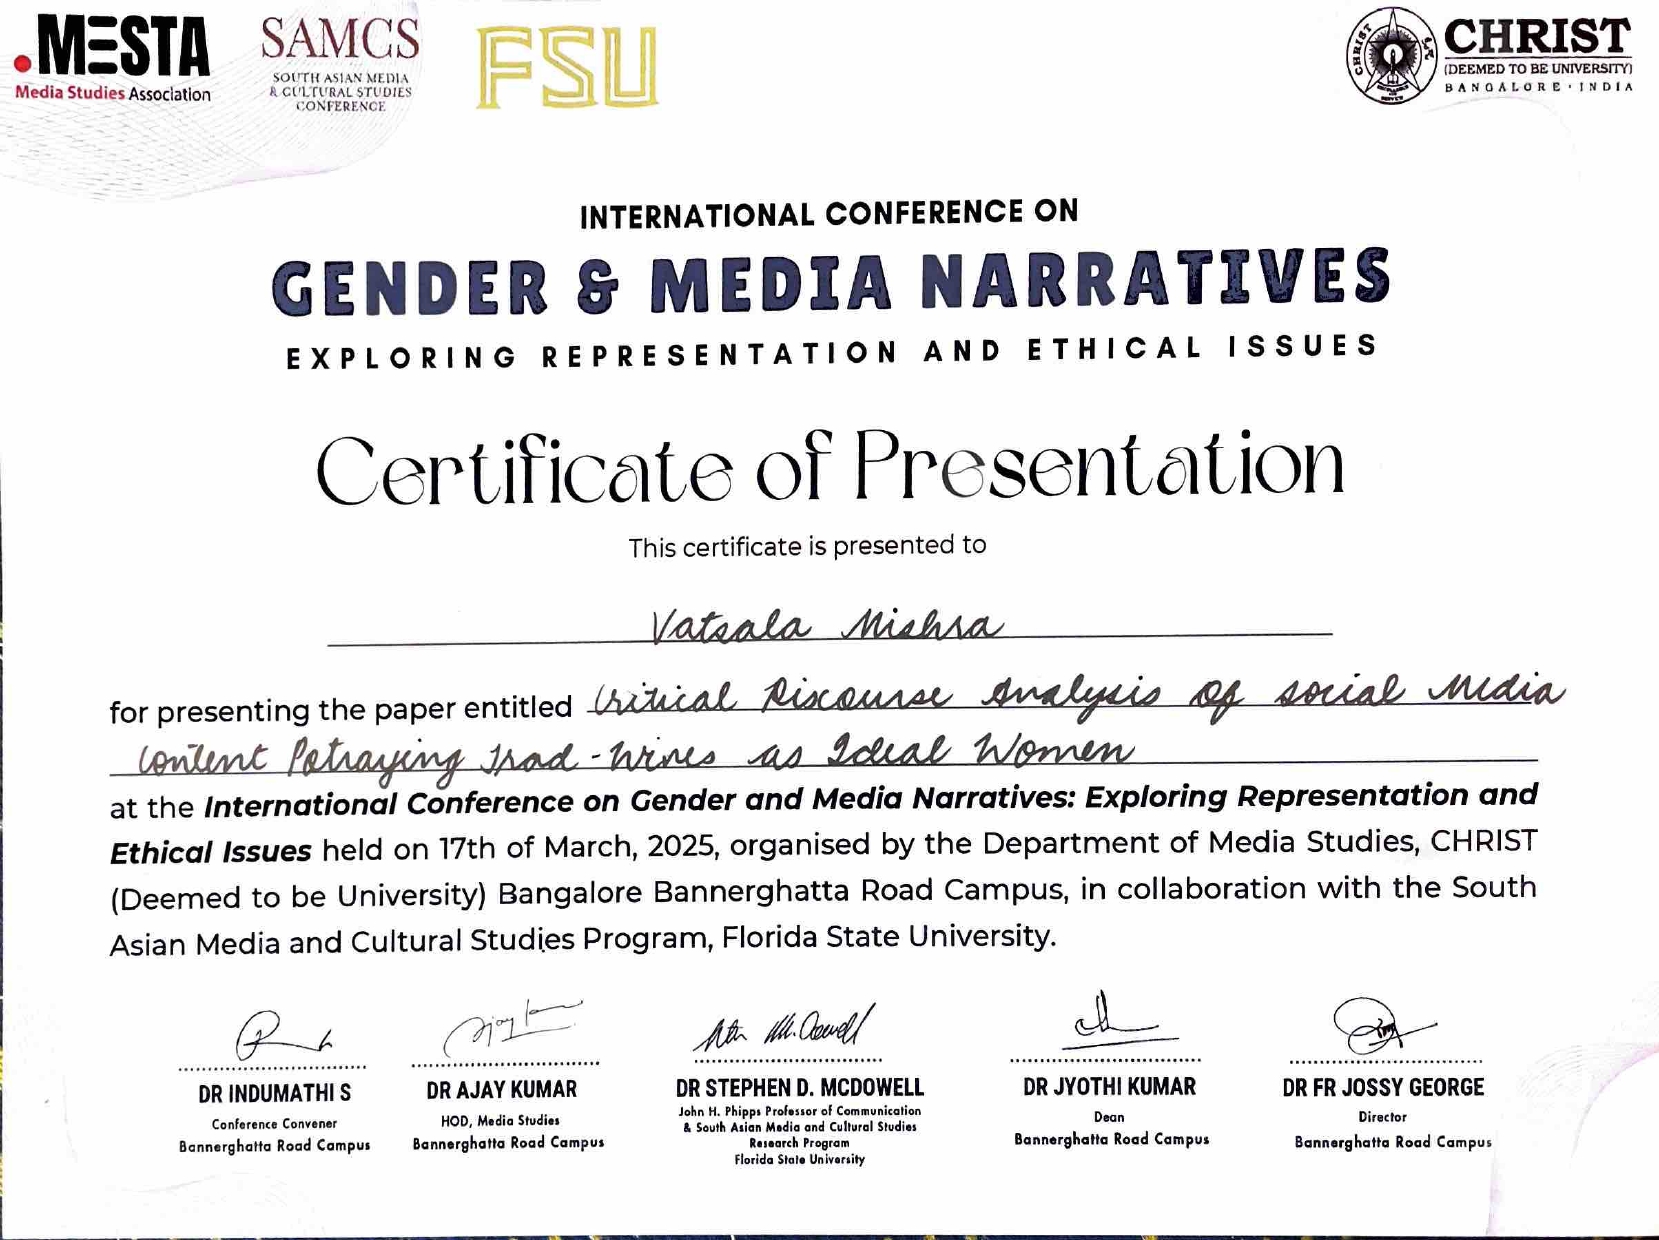 MESTA
Media Studies Association
SAMCS
SOUTH ASIAN MEDIA
& CULTURAL STUDIES
CONFERENCE
FSU
CHRIST
CHRIST
(DEEMED TO BE UNIVERSITY)
BANGALORE · INDIA
INTERNATIONAL CONFERENCE ON
GENDER & MEDIA NARRATIVES
EXPLORING REPRESENTATION AND ETHICAL ISSUES
Certificate of Presentation
This certificate is presented to
Vatsala Mishra
for presenting the paper entitled Critical Discourse Analysis of social Media
Content Potraying Trad-Wives as Ideal Women
at the International Conference on Gender and Media Narratives: Exploring Representation and
Ethical Issues held on 17th of March, 2025, organised by the Department of Media Studies, CHRIST
(Deemed to be University) Bangalore Bannerghatta Road Campus, in collaboration with the South
Asian Media and Cultural Studies Program, Florida State University.
DR INDUMATHI S
Conference Convener
Bannerghatta Road Campus
DR AJAY KUMAR
HOD, Media Studies
Bannerghatta Road Campus
DR STEPHEN D. MCDOWELL
John H. Phipps Professor of Communication
& South Asian Media and Cultural Studies
Research Program
Florida State University
DR JYOTHI KUMAR
Dean
Bannerghatta Road Campus
DR FR JOSSY GEORGE
Director
Bannerghatta Road Campus